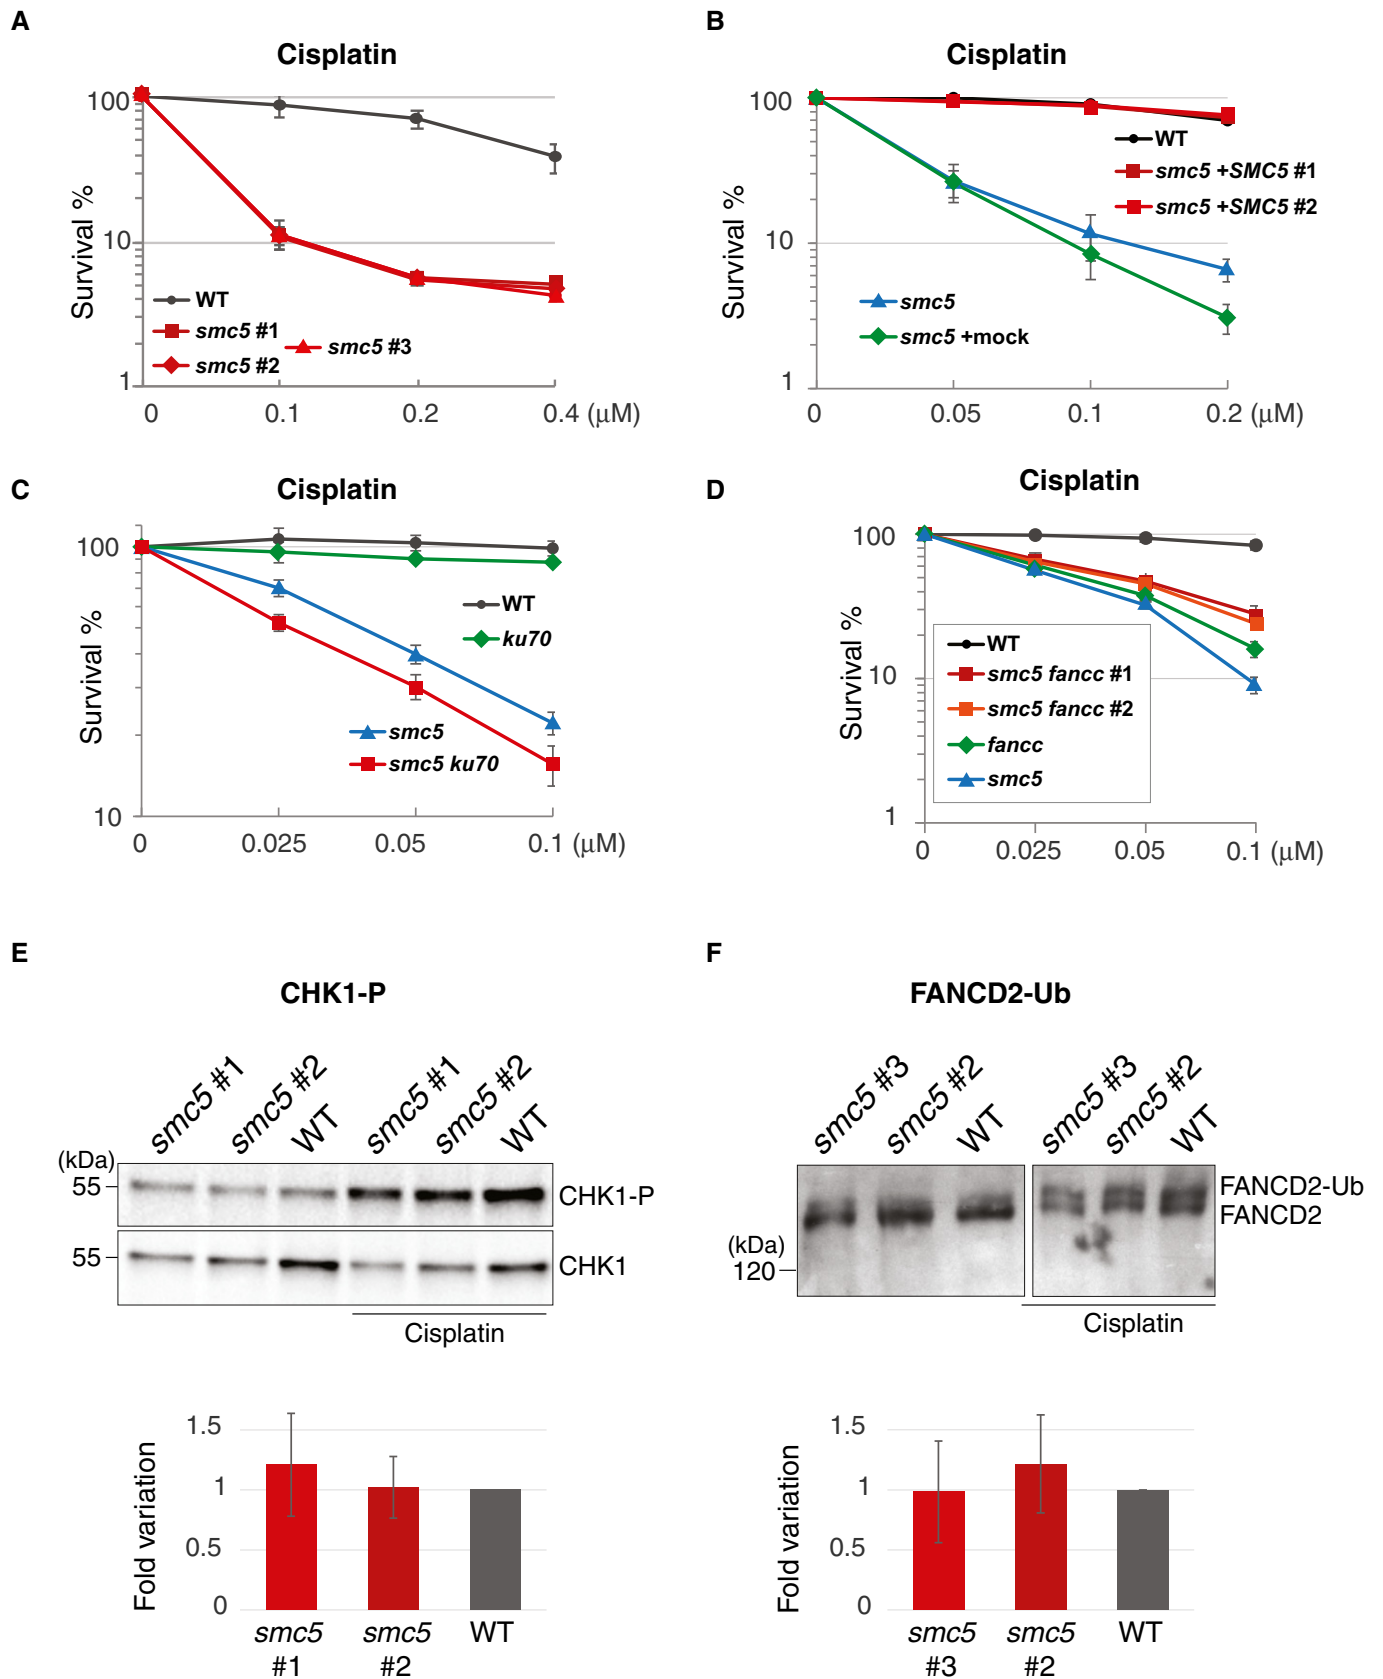 A
Cisplatin
Survival %
100
10
1
WT
smc5 #1
smc5 #2
smc5 #3
0 0.1 0.2 0.4 (μM)
B
Cisplatin
Survival %
100
10
1
WT
smc5 +SMC5 #1
smc5 +SMC5 #2
smc5
smc5 +mock
0 0.05 0.1 0.2 (μM)
C
Cisplatin
Survival %
100
10
WT
ku70
smc5
smc5 ku70
0 0.025 0.05 0.1 (μM)
D
Cisplatin
Survival %
100
10
1
WT
smc5 fancc #1
smc5 fancc #2
fancc
smc5
0 0.025 0.05 0.1 (μM)
E
CHK1-P
smc5 #1 smc5 #2 WT smc5 #1 smc5 #2 WT
(kDa)
55 CHK1-P
55 CHK1
Cisplatin
Fold variation
1.5
1
0.5
0
smc5 smc5 WT
#1 #2
F
FANCD2-Ub
smc5 #3 smc5 #2 WT smc5 #3 smc5 #2 WT
FANCD2-Ub
FANCD2
(kDa)
120
Cisplatin
Fold variation
1.5
1
0.5
0
smc5 smc5 WT
#3 #2